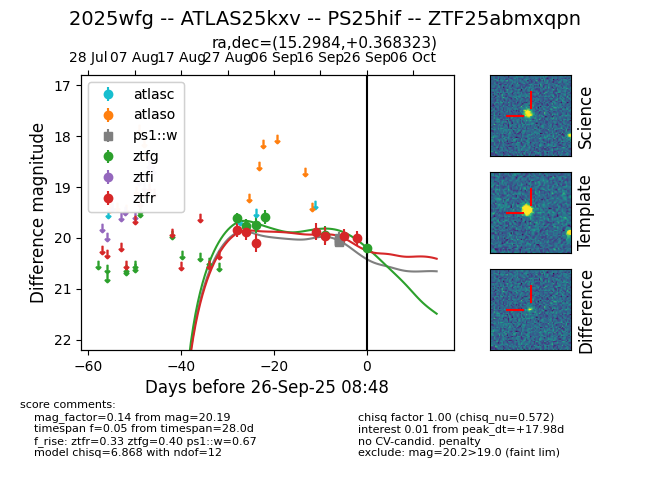 2025wfg -- ATLAS25kxv -- PS25hif -- ZTF25abmxqpn
ra,dec=(15.2984,+0.368323)
28 Jul 07 Aug 17 Aug 27 Aug 06 Sep 16 Sep 26 Sep 06 Oct
17
18
19
20
21
22
Difference magnitude
atlasc
atlaso
ps1::w
ztfg
ztfi
ztfr
−60 −40 −20 0
Days before 26-Sep-25 08:48
Science
Template
Difference
score comments:
mag_factor=0.14 from mag=20.19
timespan f=0.05 from timespan=28.0d
f_rise: ztfr=0.33 ztfg=0.40 ps1::w=0.67
model chisq=6.868 with ndof=12
chisq factor 1.00 (chisq_nu=0.572)
interest 0.01 from peak_dt=+17.98d
no CV-candid. penalty
exclude: mag=20.2>19.0 (faint lim)